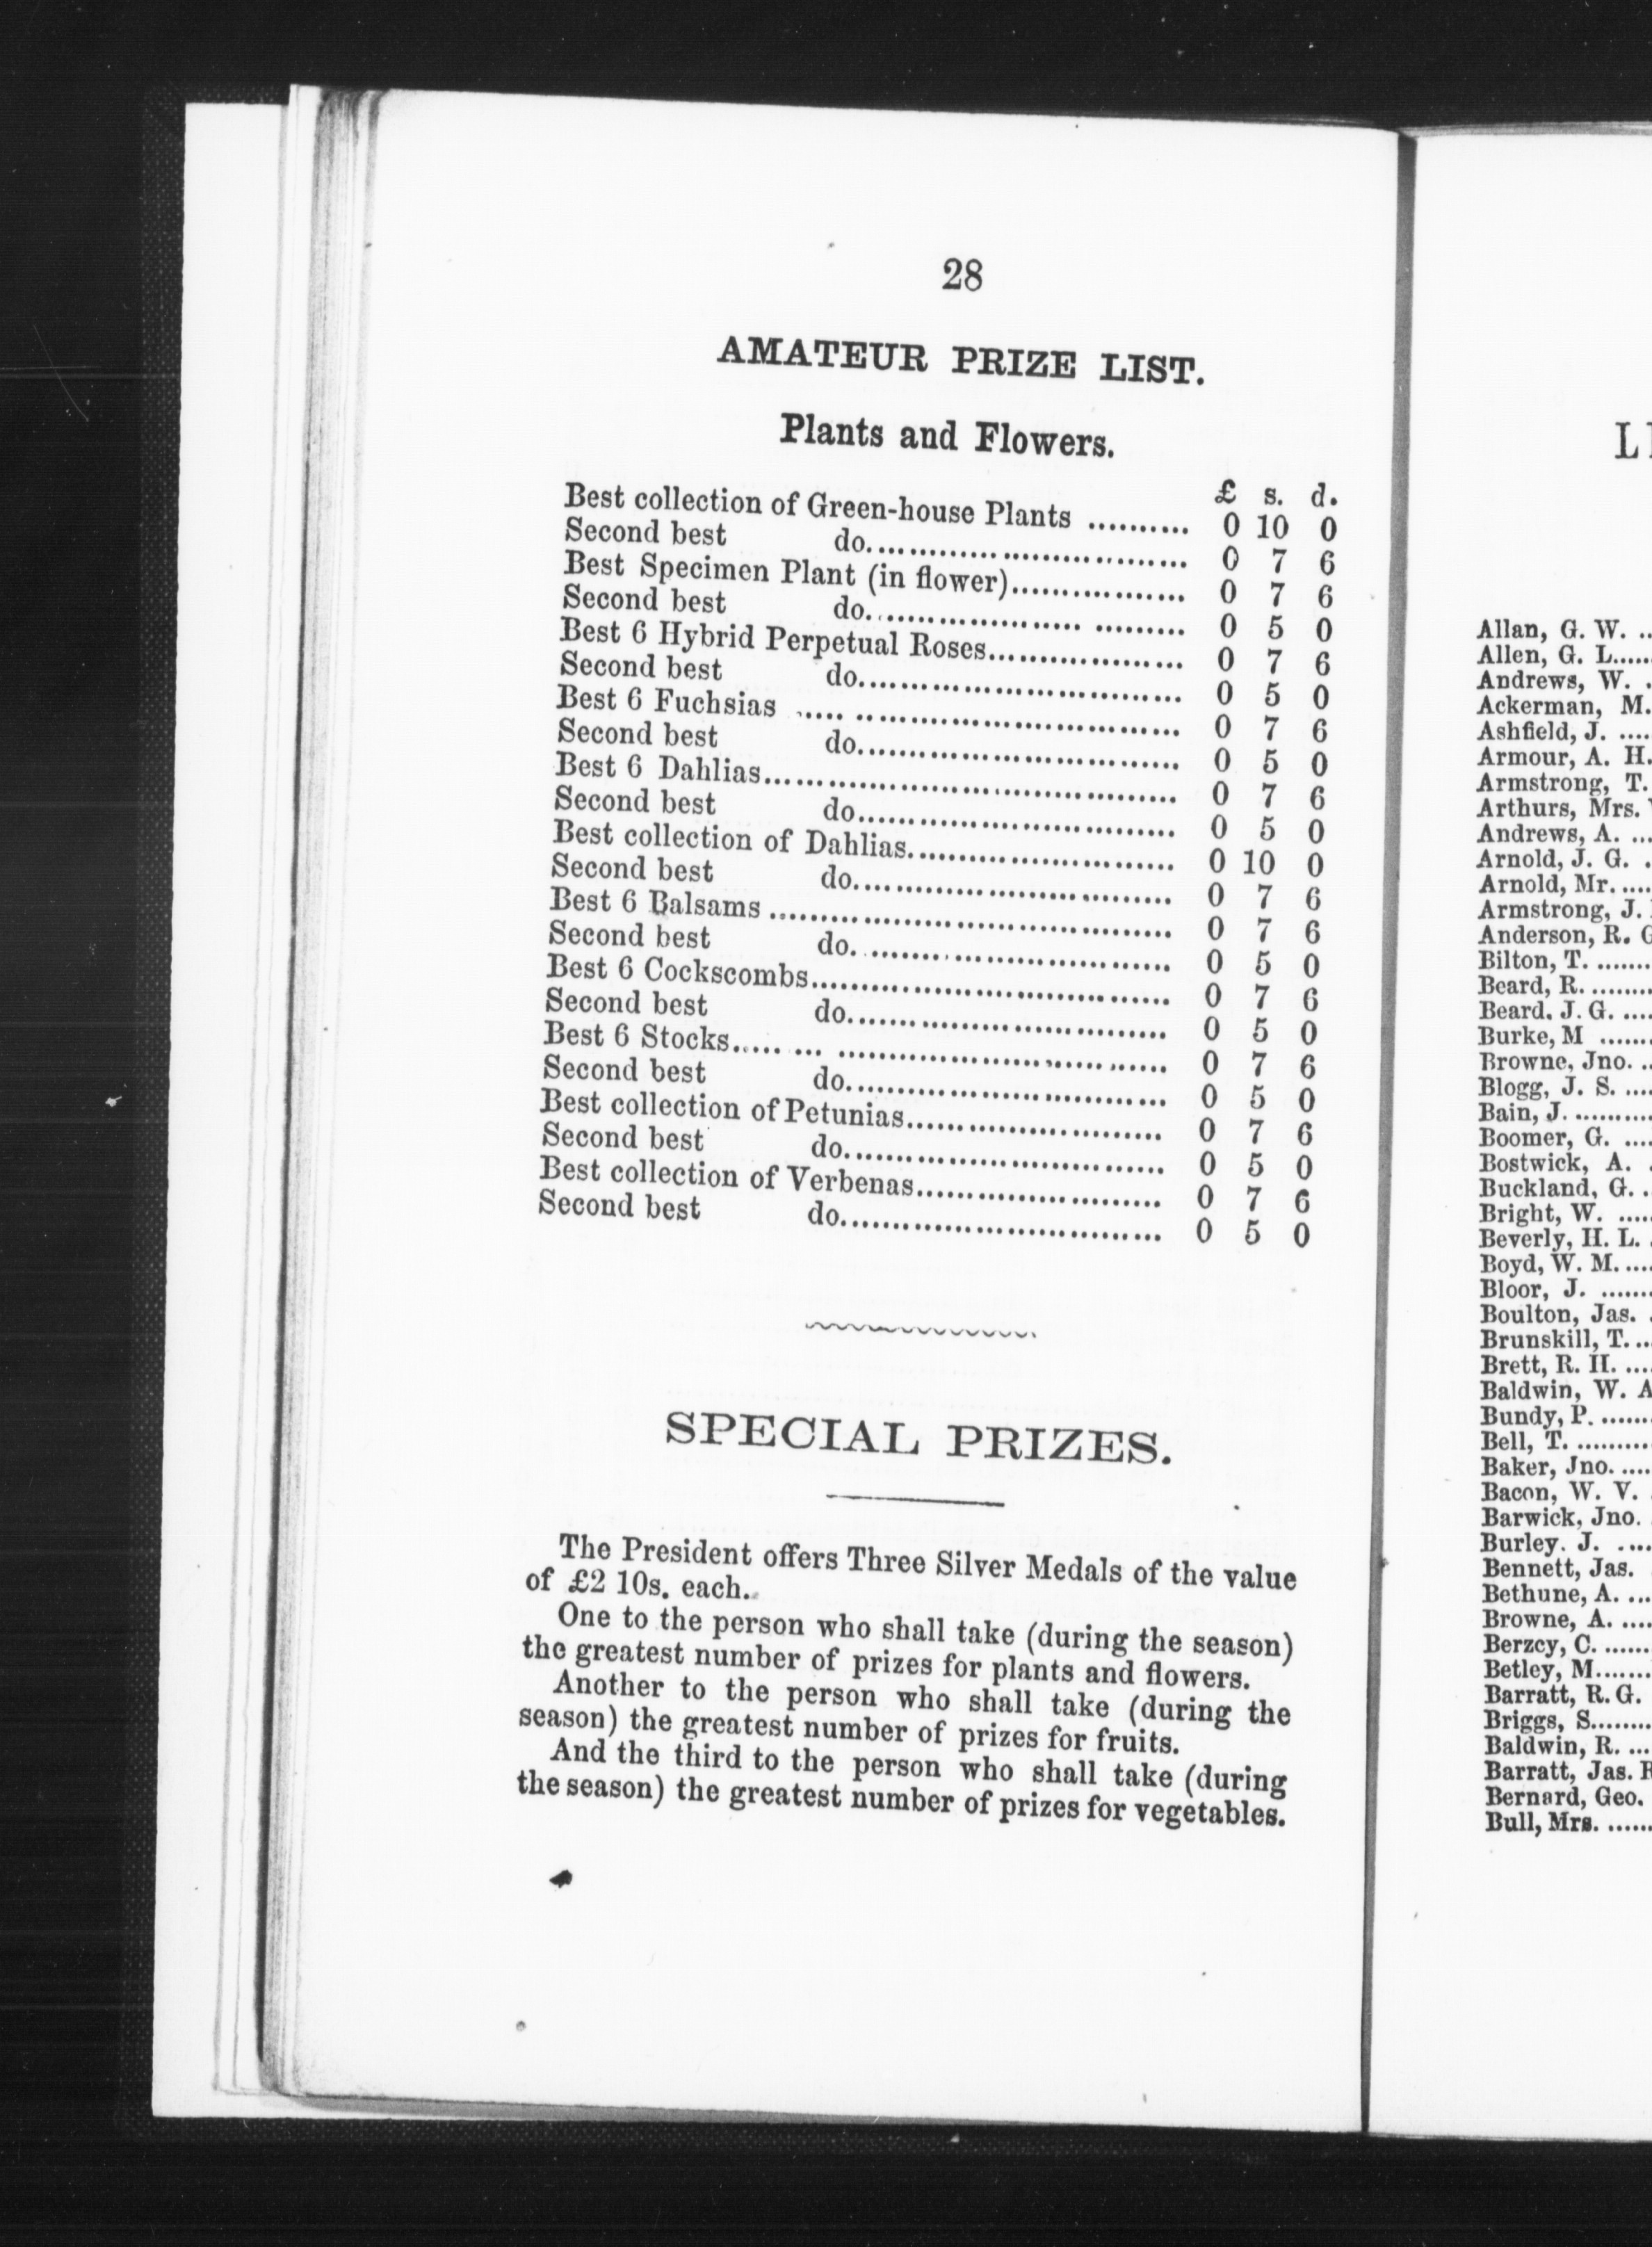 28
AMATEUR PRIZE LIST.
Plants and Flowers.
£ s. d.
Best collection of Green-house Plants .......... 0 10 0
Second best do............................... 0 7 6
Best Specimen Plant (in flower)................. 0 7 6
Second best do............................... 0 5 0
Best 6 Hybrid Perpetual Roses................... 0 7 6
Second best do............................... 0 5 0
Best 6 Fuchsias ..... ............................... 0 7 6
Second best do............................... 0 5 0
Best 6 Dahlias........................................ 0 7 6
Second best do............................... 0 5 0
Best collection of Dahlias.......................... 0 10 0
Second best do............................... 0 7 6
Best 6 Balsams ....................................... 0 7 6
Second best do............................... 0 5 0
Best 6 Cockscombs................................... 0 7 6
Second best do............................... 0 5 0
Best 6 Stocks..... ... ................................ 0 7 6
Second best do............................... 0 5 0
Best collection of Petunias......................... 0 7 6
Second best do............................... 0 5 0
Best collection of Verbenas........................ 0 7 6
Second best do............................... 0 5 0
SPECIAL PRIZES.
The President offers Three Silver Medals of the value
of £2 10s. each.
One to the person who shall take (during the season)
the greatest number of prizes for plants and flowers.
Another to the person who shall take (during the
season) the greatest number of prizes for fruits.
And the third to the person who shall take (during
the season) the greatest number of prizes for vegetables.
Allan, G. W. ..
Allen, G. L.....
Andrews, W. .
Ackerman, M.
Ashfield, J. ....
Armour, A. H.
Armstrong, T.
Arthurs, Mrs.
Andrews, A. ...
Arnold, J. G. .
Arnold, Mr. ....
Armstrong, J.
Anderson, R.
Bilton, T. .......
Beard, R. ........
Beard, J. G. ....
Burke, M .......
Browne, Jno. ..
Blogg, J. S. ....
Bain, J. ..........
Boomer, G. ....
Bostwick, A. .
Buckland, G. ..
Bright, W. .....
Beverly, H. L. .
Boyd, W. M. ....
Bloor, J. .......
Boulton, Jas. .
Brunskill, T. ...
Brett, R. H. ....
Baldwin, W. A
Bundy, P. .......
Bell, T. ..........
Baker, Jno. ....
Bacon, W. V. .
Barwick, Jno.
Burley. J. .....
Bennett, Jas.
Bethune, A. ...
Browne, A. ....
Berzcy, C. ......
Betley, M.......
Barratt, R. G.
Briggs, S........
Baldwin, R. ...
Barratt, Jas.
Bernard, Geo.
Bull, Mrs. ......